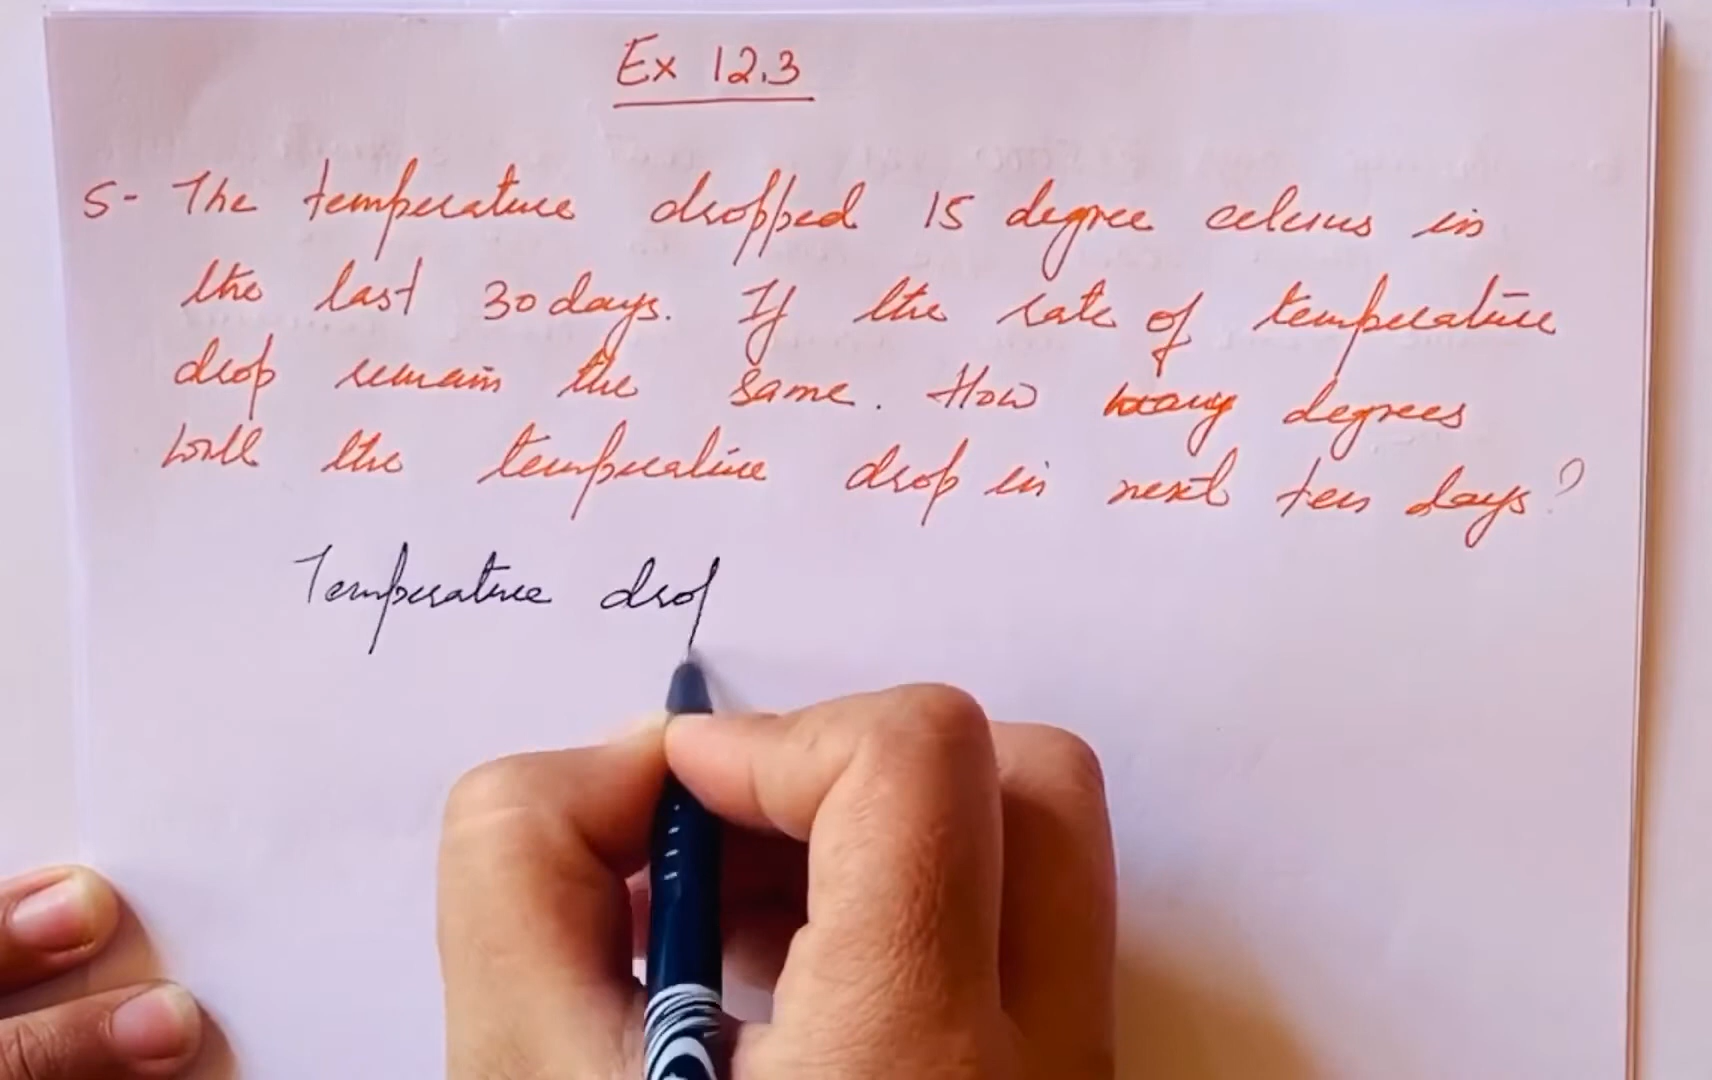 Ex 12.3
5- The temperature dropped 15 degree celsius in
the last 30 days. If the rate of temperature
drop remain the same. How many degrees
will the temperature drop in next ten days?
Temperature drop